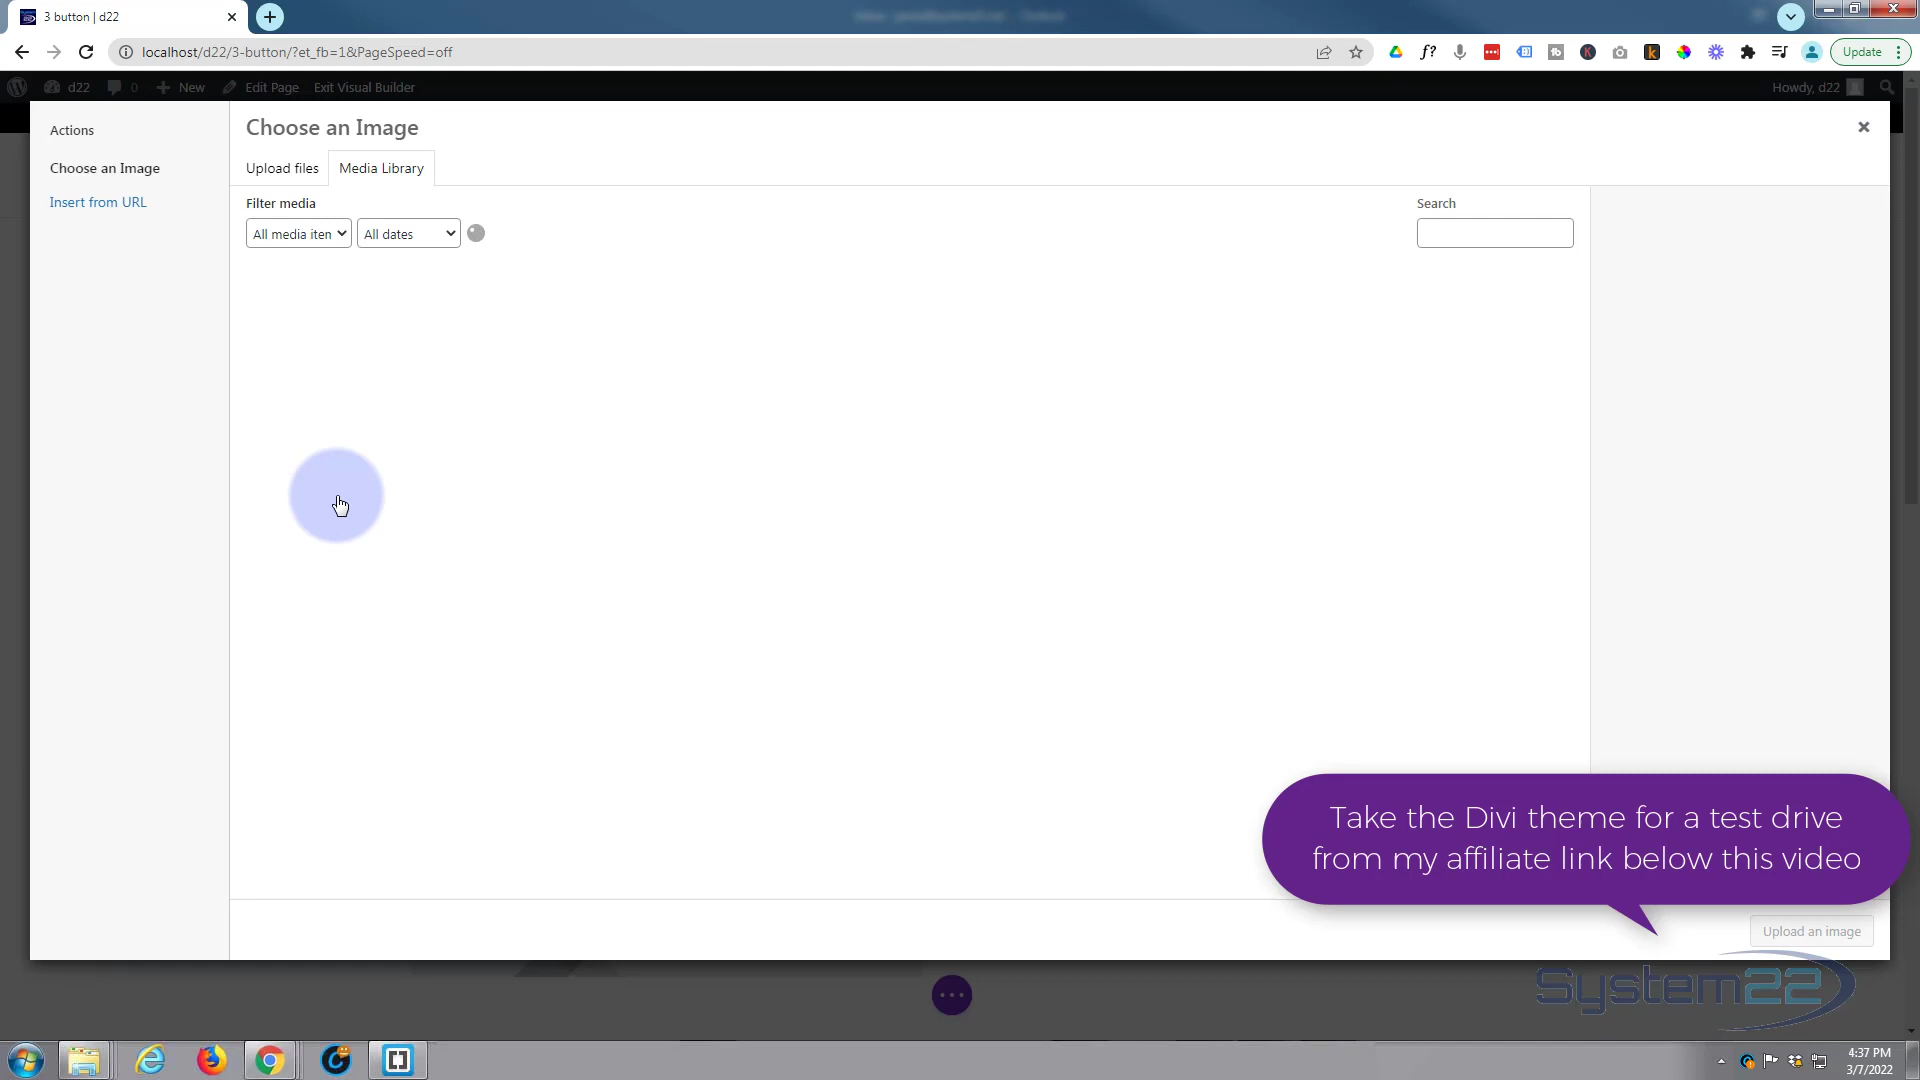 3 button | d22
localhost/d22/3-button/?et_fb=1&PageSpeed=off
Update
d22
0
New
Edit Page
Exit Visual Builder
Howdy, d22
Actions
Choose an Image
Insert from URL
Choose an Image
Upload files
Media Library
Filter media
All media iten
All dates
Search
Take the Divi theme for a test drive
from my affiliate link below this video
Upload an image
System22
4:37 PM
3/7/2022